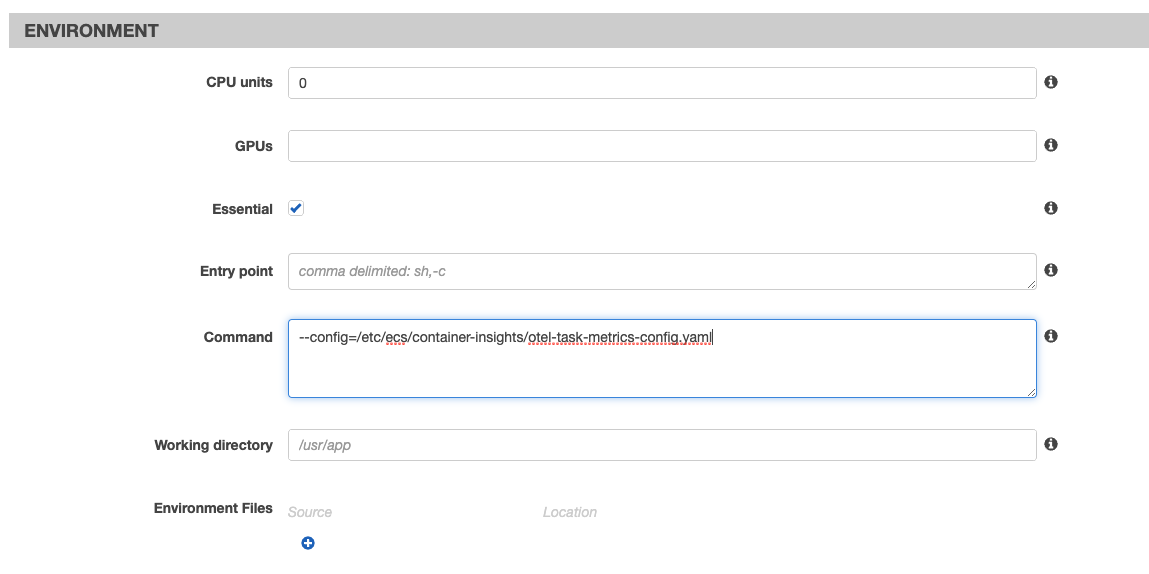 ENVIRONMENT
CPU units 0
GPUs
Essential
Entry point comma delimited: sh,-c
Command --config=/etc/ecs/container-insights/otel-task-metrics-config.yaml
Working directory /usr/app
Environment Files Source Location